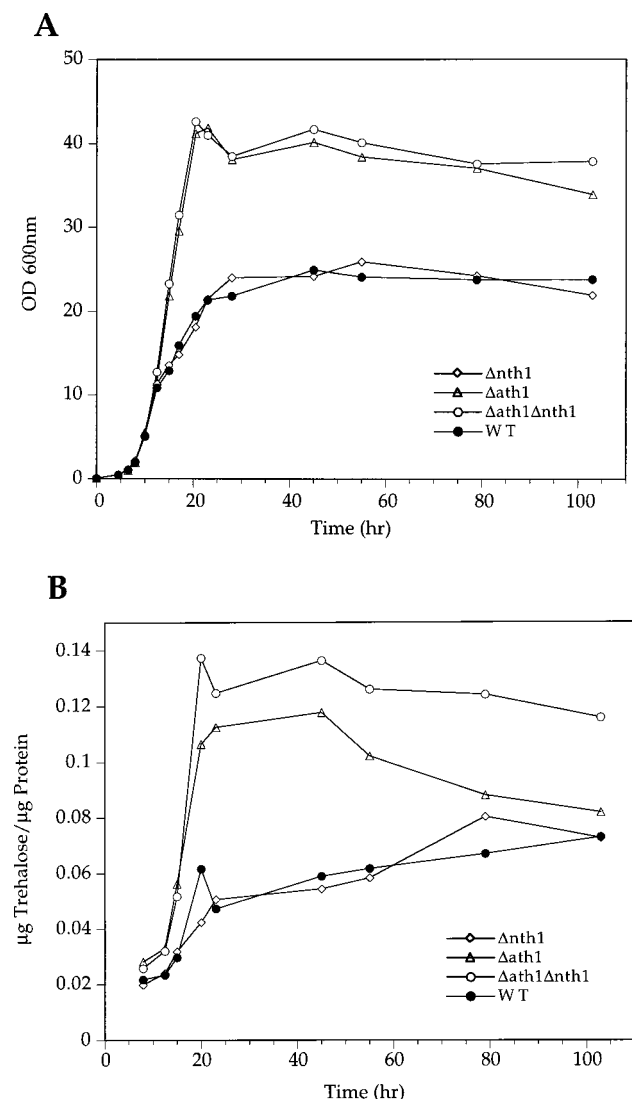 A
50
40
30
20
10
0
OD 600nm
Δnth1
Δath1
Δath1Δnth1
WT
0 20 40 60 80 100
Time (hr)
B
0.14
0.12
0.1
0.08
0.06
0.04
0.02
0
µg Trehalose/µg Protein
Δnth1
Δath1
Δath1Δnth1
WT
0 20 40 60 80 100
Time (hr)